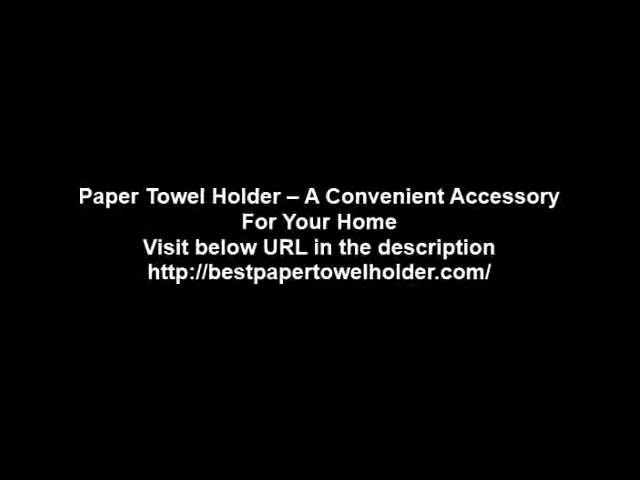 Paper Towel Holder – A Convenient Accessory
For Your Home
Visit below URL in the description
http://bestpapertowelholder.com/